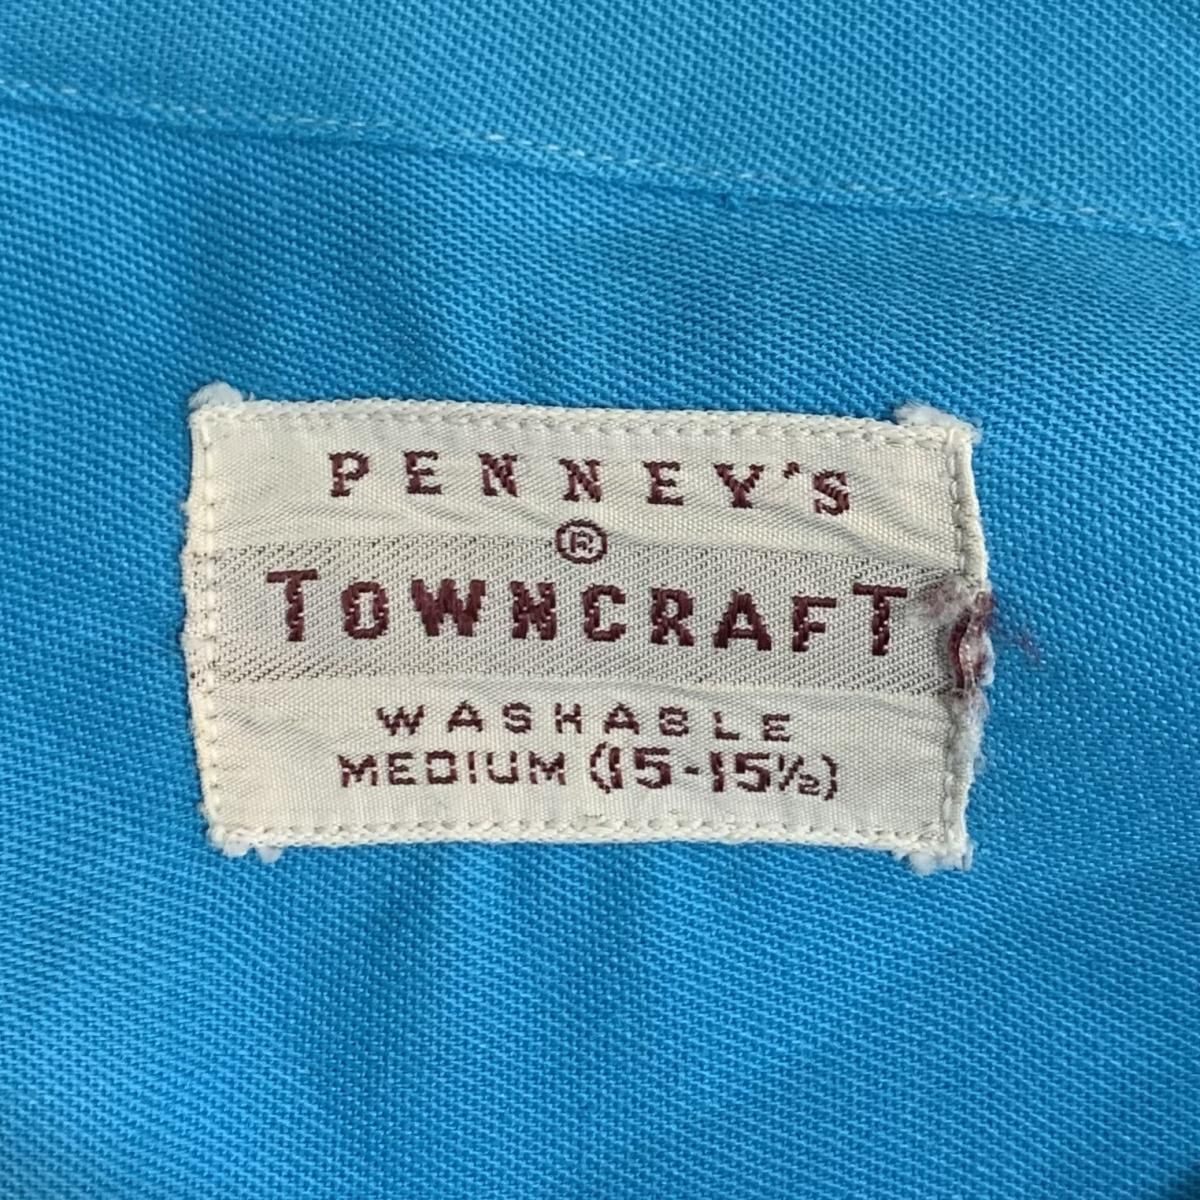 PENNEY'S
®
TOWNCRAFT
WASHABLE
MEDIUM (15-15½)